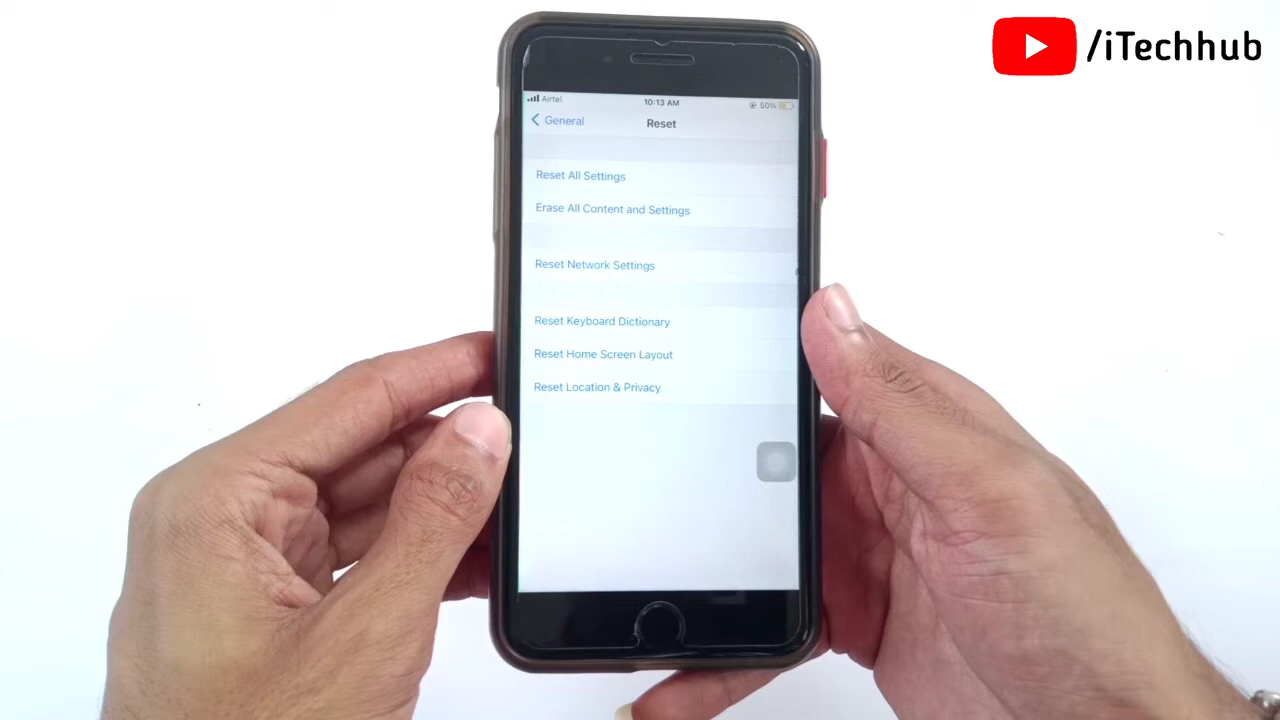 /iTechhub
Airtel
10:13 AM
50%
General
Reset
Reset All Settings
Erase All Content and Settings
Reset Network Settings
Reset Keyboard Dictionary
Reset Home Screen Layout
Reset Location & Privacy